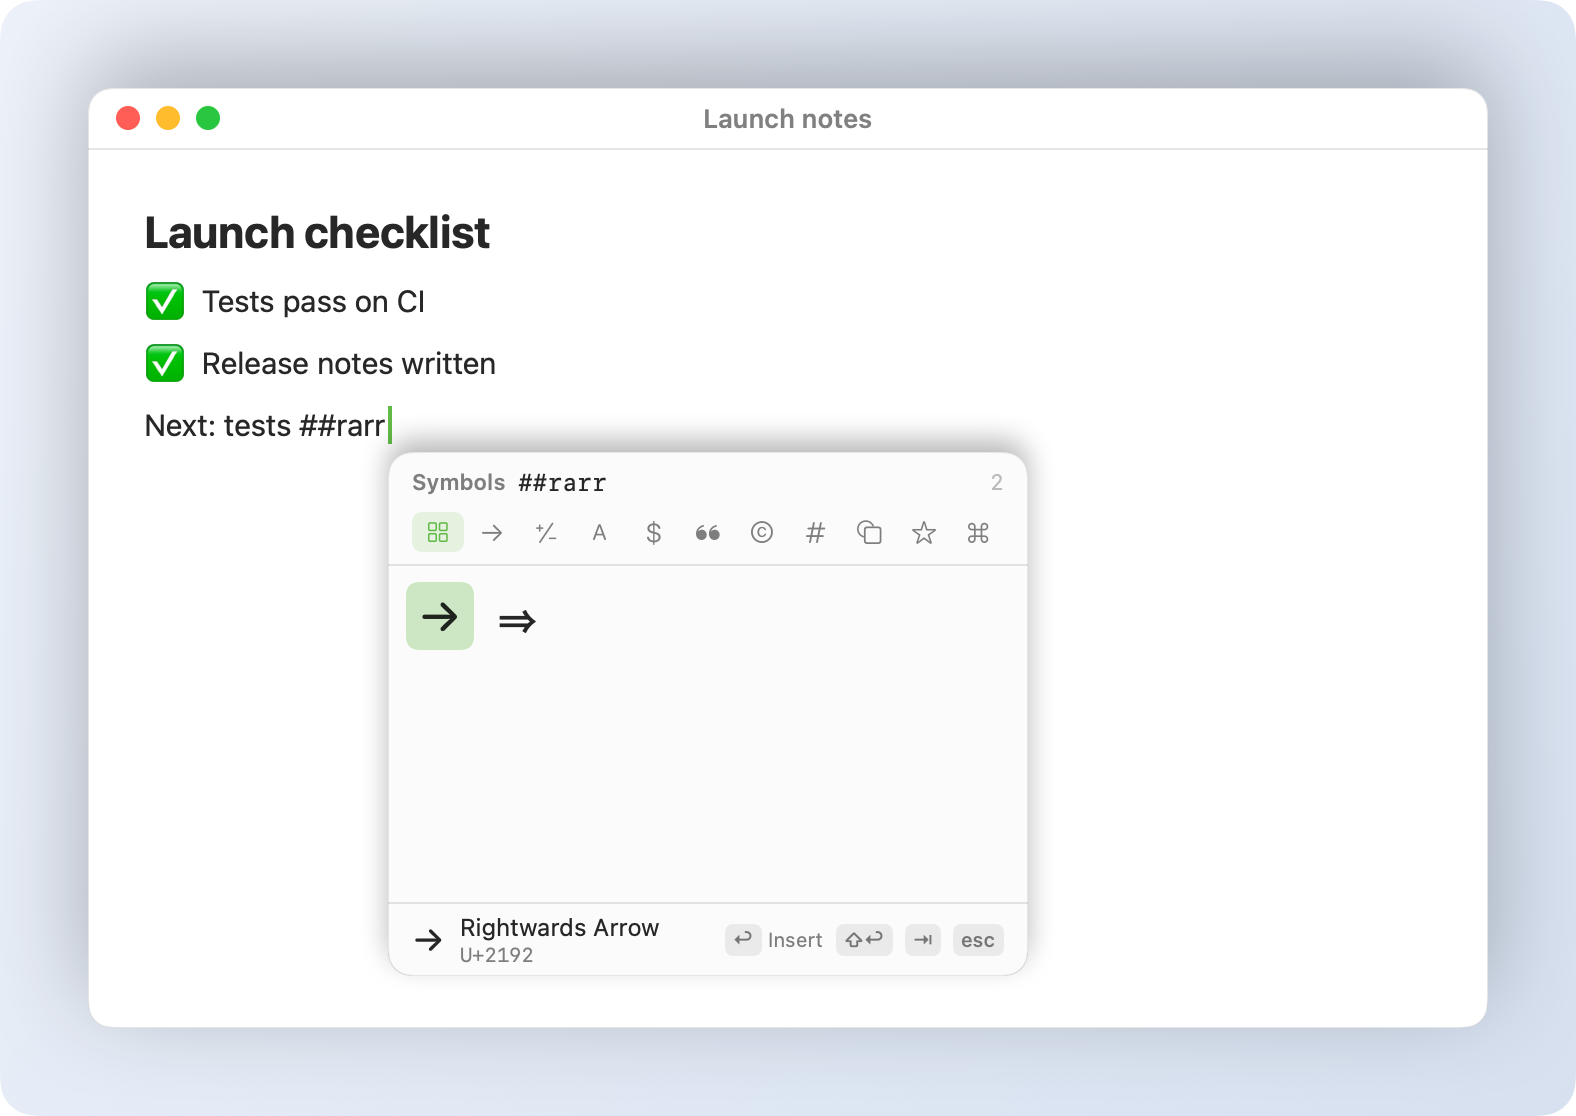 Launch notes
Launch checklist
✅ Tests pass on CI
✅ Release notes written
Next: tests ##rarr
Symbols ##rarr 2
→ ⁺⁄₋ A $ ❝ © # ☆ ⌘
→ ⇒
→ Rightwards Arrow
U+2192
↩ Insert ⇧↩ ⇥ esc